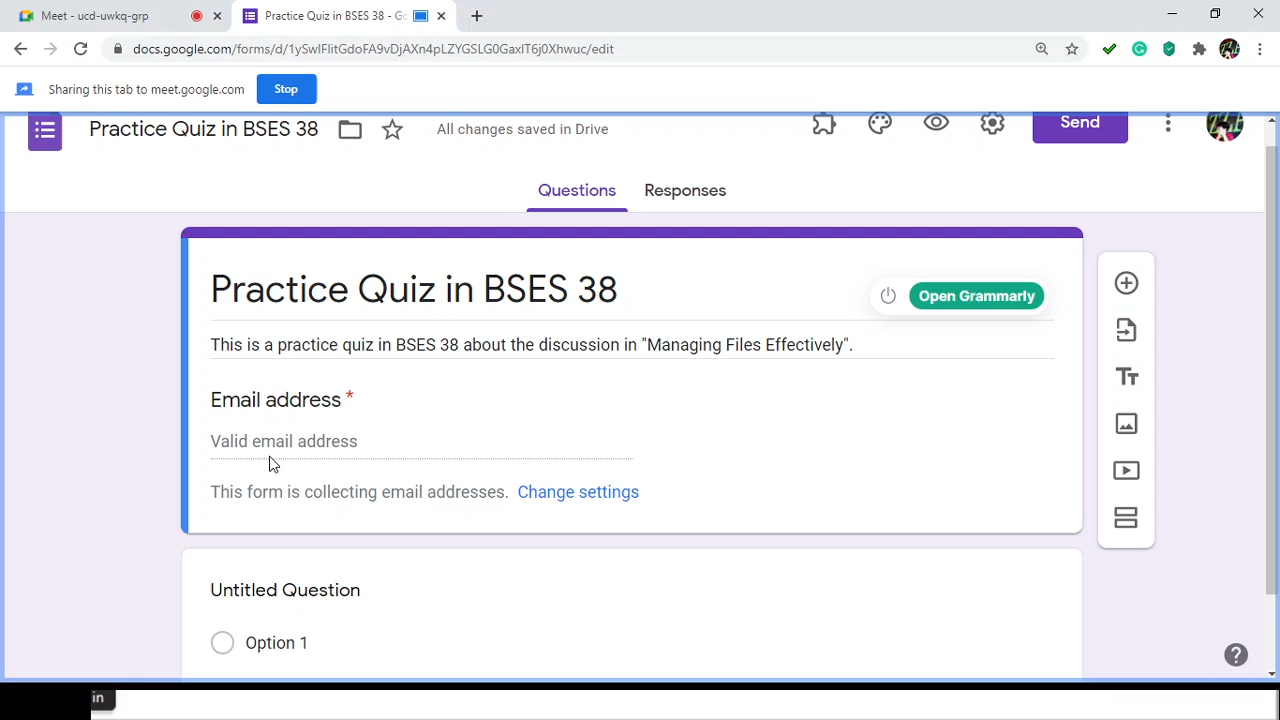 Meet - ucd-uwkq-grp
Practice Quiz in BSES 38 - Go
docs.google.com/forms/d/1ySwIFlitGdoFA9vDjAXn4pLZYGSLG0GaxlT6j0Xhwuc/edit
Sharing this tab to meet.google.com
Stop
Practice Quiz in BSES 38
All changes saved in Drive
Send
Questions
Responses
Practice Quiz in BSES 38
Open Grammarly
This is a practice quiz in BSES 38 about the discussion in "Managing Files Effectively".
Email address *
Valid email address
This form is collecting email addresses. Change settings
Untitled Question
Option 1
in